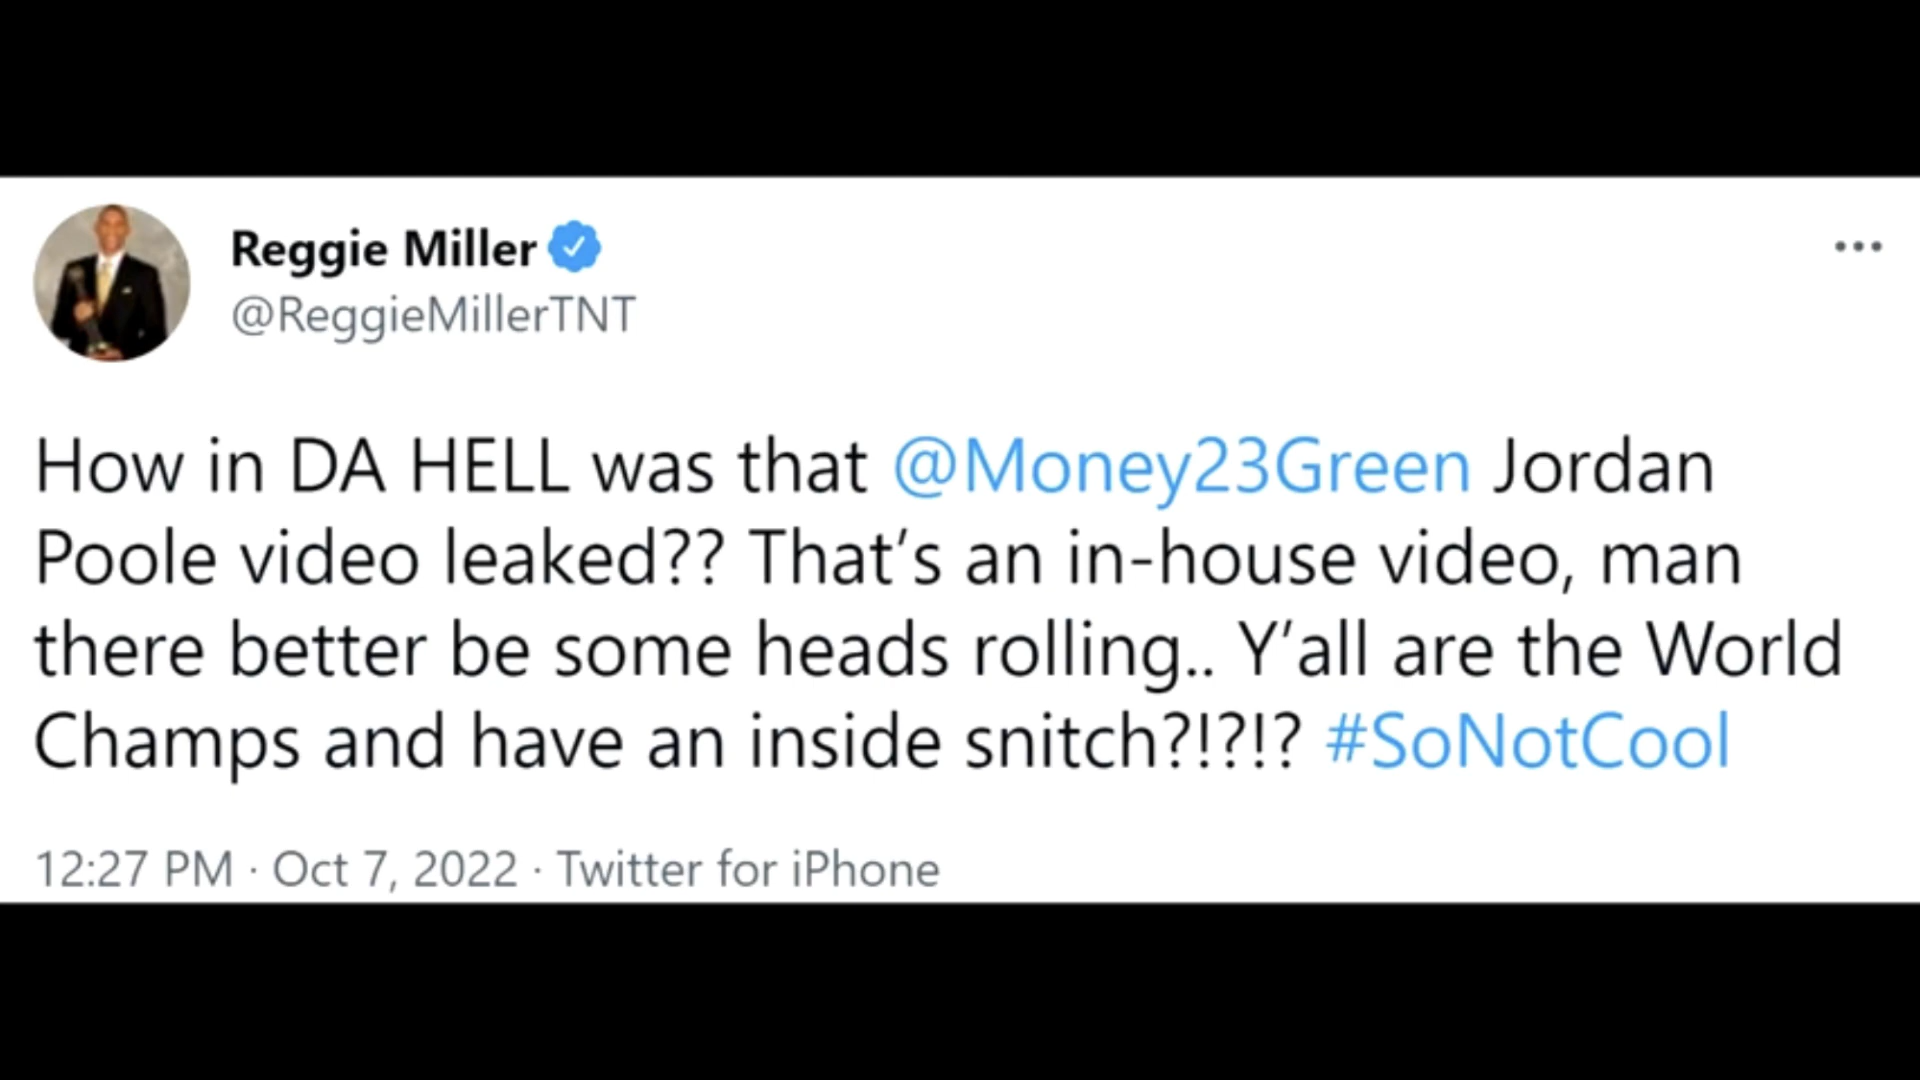 Reggie Miller
@ReggieMillerTNT
How in DA HELL was that @Money23Green Jordan
Poole video leaked?? That’s an in-house video, man
there better be some heads rolling.. Y’all are the World
Champs and have an inside snitch?!?!? #SoNotCool
12:27 PM · Oct 7, 2022 · Twitter for iPhone